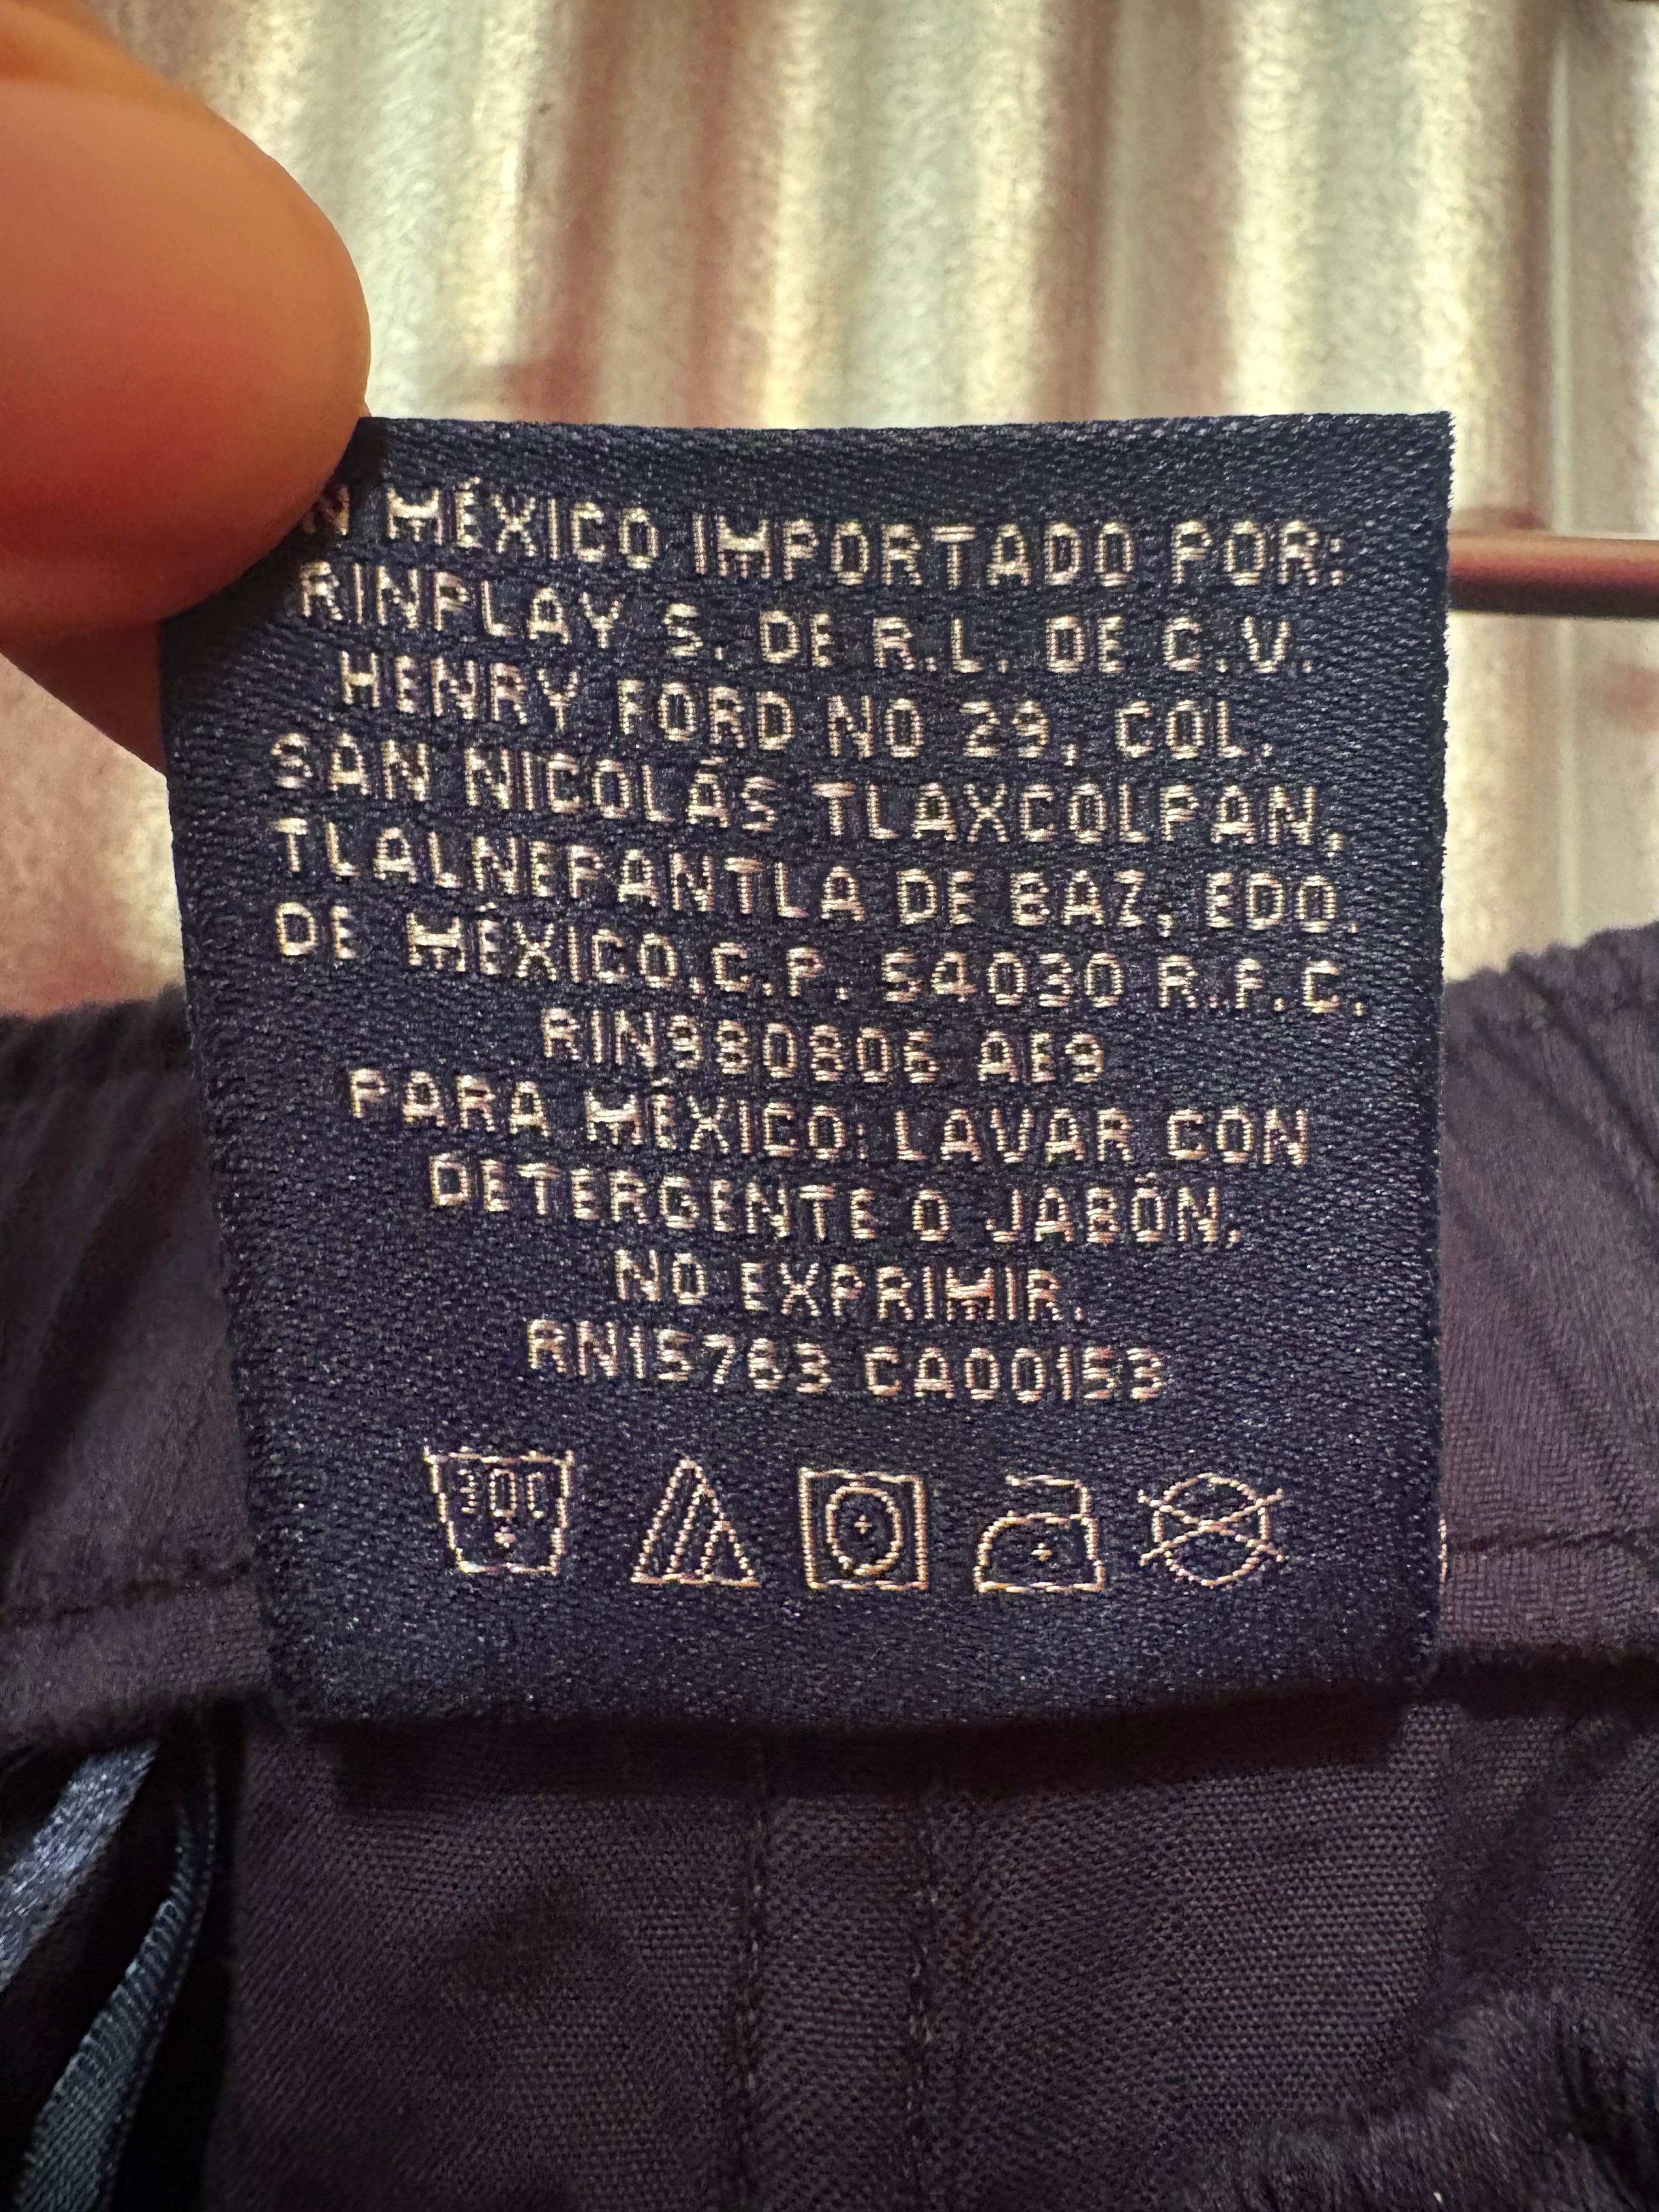 N MÉXICO IMPORTADO POR:
RINPLAY S. DE R.L. DE C.V.
HENRY FORD NO 29, COL.
SAN NICOLÁS TLAXCOLPAN,
TLALNEPANTLA DE BAZ, EDO.
DE MÉXICO.C.P. 54030 R.F.C.
RIN980806 AE9
PARA MÉXICO: LAVAR CON
DETERGENTE O JABÓN,
NO EXPRIMIR.
RN15763 CA00153
30C